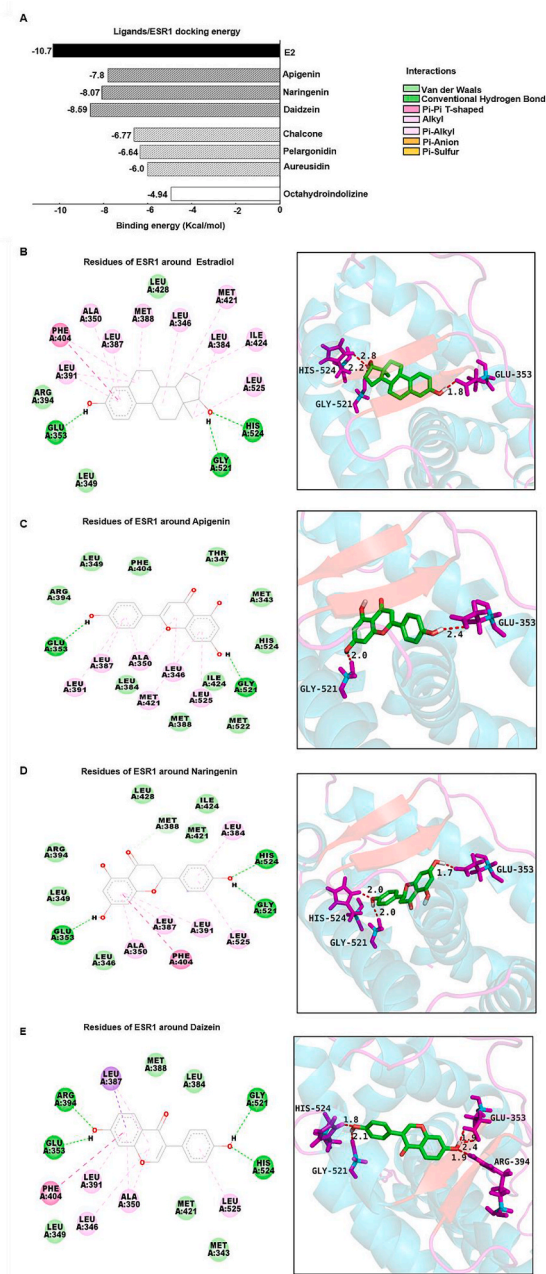 A
Ligands/ESR1 docking energy
-10.7
E2
-7.8
Apigenin
-8.07
Naringenin
-8.59
Daidzein
-6.77
Chalcone
-6.64
Pelargonidin
-6.0
Aureusidin
-4.94
Octahydroindolizine
-10
-8
-6
-4
-2
0
Binding energy (Kcal/mol)
Interactions
Van der Waals
Conventional Hydrogen Bond
Pi-Pi T-shaped
Alkyl
Pi-Alkyl
Pi-Anion
Pi-Sulfur
B
Residues of ESR1 around Estradiol
LEU
A:428
MET
A:421
ALA
A:350
MET
A:388
LEU
A:346
PHE
A:404
LEU
A:387
LEU
A:384
ILE
A:424
LEU
A:391
LEU
A:525
ARG
A:394
O
H
O
H
GLU
A:353
HIS
A:524
GLY
A:521
LEU
A:349
2.8
2.2
HIS-524
GLY-521
1.8
GLU-353
C
Residues of ESR1 around Apigenin
LEU
A:349
PHE
A:404
THR
A:347
ARG
A:394
MET
A:343
O
O
H
O
O
O
H
GLU
A:353
HIS
A:524
LEU
A:387
ALA
A:350
LEU
A:346
ILE
A:424
GLY
A:521
LEU
A:391
LEU
A:384
MET
A:421
LEU
A:525
MET
A:388
MET
A:522
2.4
GLU-353
2.0
GLY-521
D
Residues of ESR1 around Naringenin
LEU
A:428
ILE
A:424
MET
A:388
MET
A:421
LEU
A:384
ARG
A:394
HIS
A:524
O
O
O
O
H
O
H
LEU
A:349
GLY
A:521
GLU
A:353
LEU
A:387
LEU
A:391
LEU
A:525
LEU
A:346
ALA
A:350
PHE
A:404
1.7
GLU-353
2.0
HIS-524
2.0
GLY-521
E
Residues of ESR1 around Daizein
LEU
A:387
MET
A:388
LEU
A:384
ARG
A:394
GLY
A:521
H
O
O
O
O
H
GLU
A:353
HIS
A:524
PHE
A:404
LEU
A:391
ALA
A:350
LEU
A:525
LEU
A:349
LEU
A:346
MET
A:421
MET
A:343
HIS-524
1.8
2.1
GLY-521
GLU-353
1.9
2.4
1.9
ARG-394